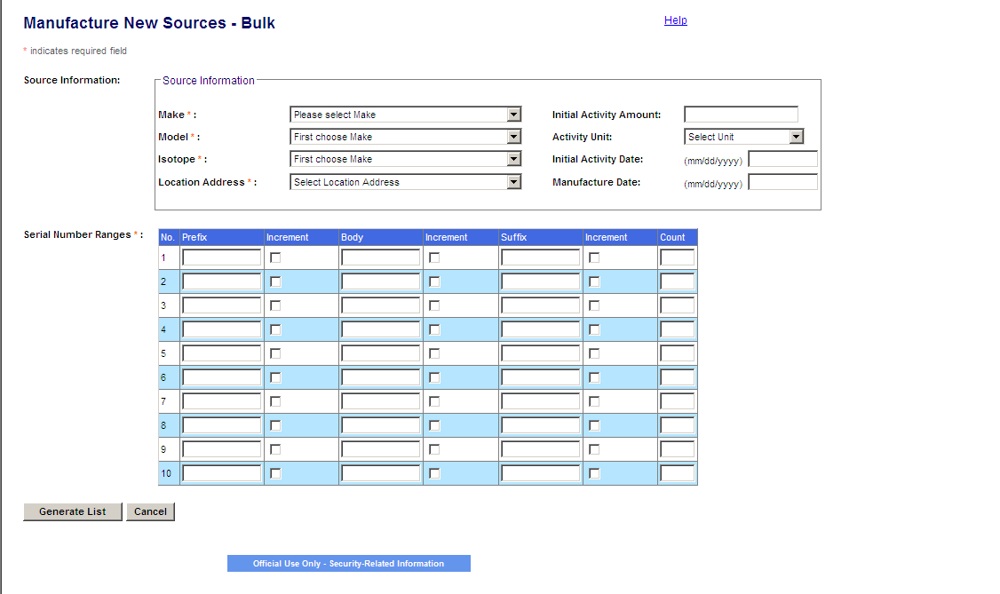 Manufacture New Sources - Bulk
Help
* indicates required field
Source Information:
Source Information
Make * : Please select Make Initial Activity Amount:
Model * : First choose Make Activity Unit: Select Unit
Isotope * : First choose Make Initial Activity Date: (mm/dd/yyyy)
Location Address * : Select Location Address Manufacture Date: (mm/dd/yyyy)
Serial Number Ranges * :
No. Prefix Increment Body Increment Suffix Increment Count
1
2
3
4
5
6
7
8
9
10
Generate List Cancel
Official Use Only - Security-Related Information